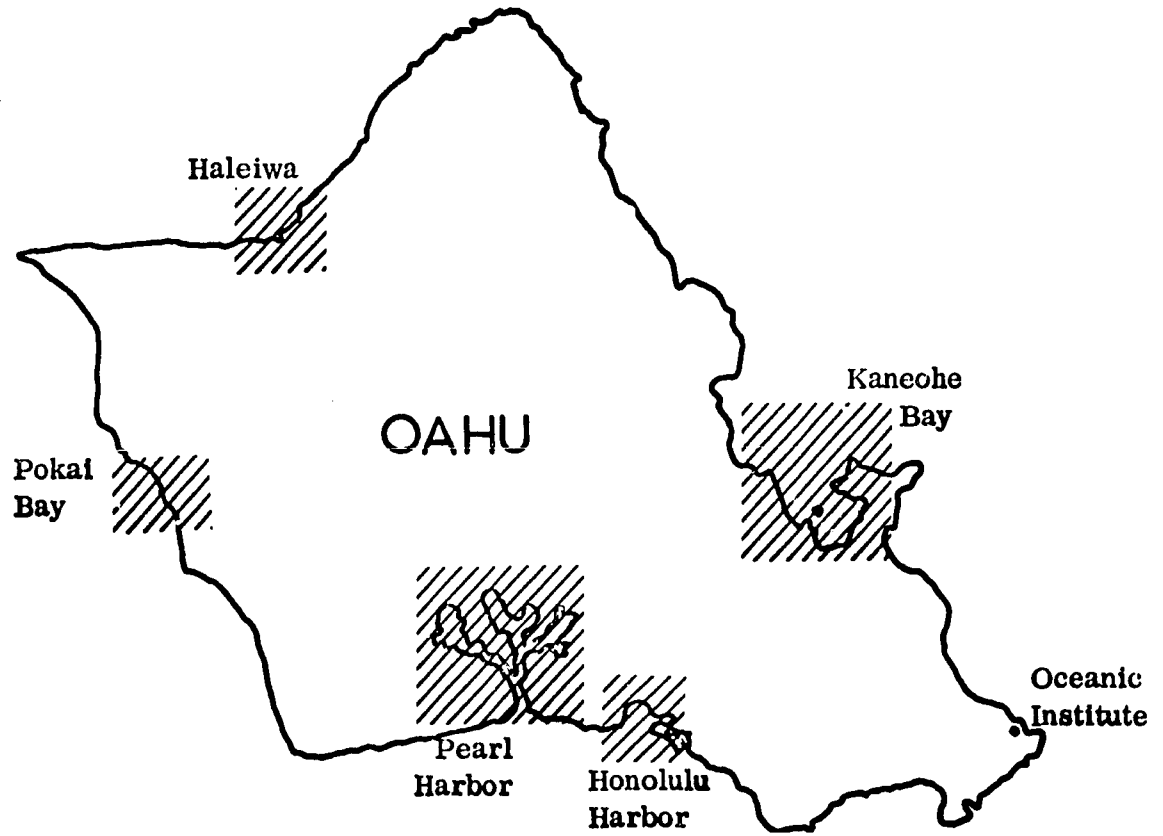 Haleiwa
Kaneohe
Bay
OAHU
Pokai
Bay
Oceanic
Institute
Pearl
Harbor
Honolulu
Harbor